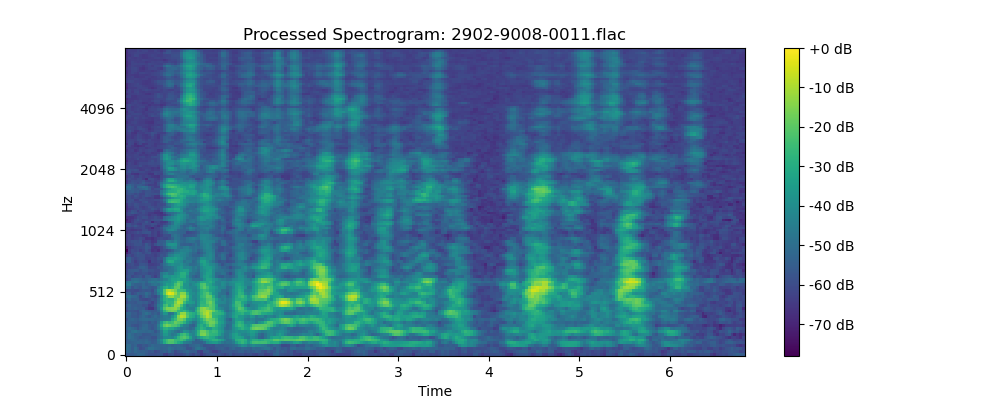 Processed Spectrogram: 2902-9008-0011.flac
Hz
4096
2048
1024
512
0
0 1 2 3 4 5 6
Time
+0 dB
-10 dB
-20 dB
-30 dB
-40 dB
-50 dB
-60 dB
-70 dB